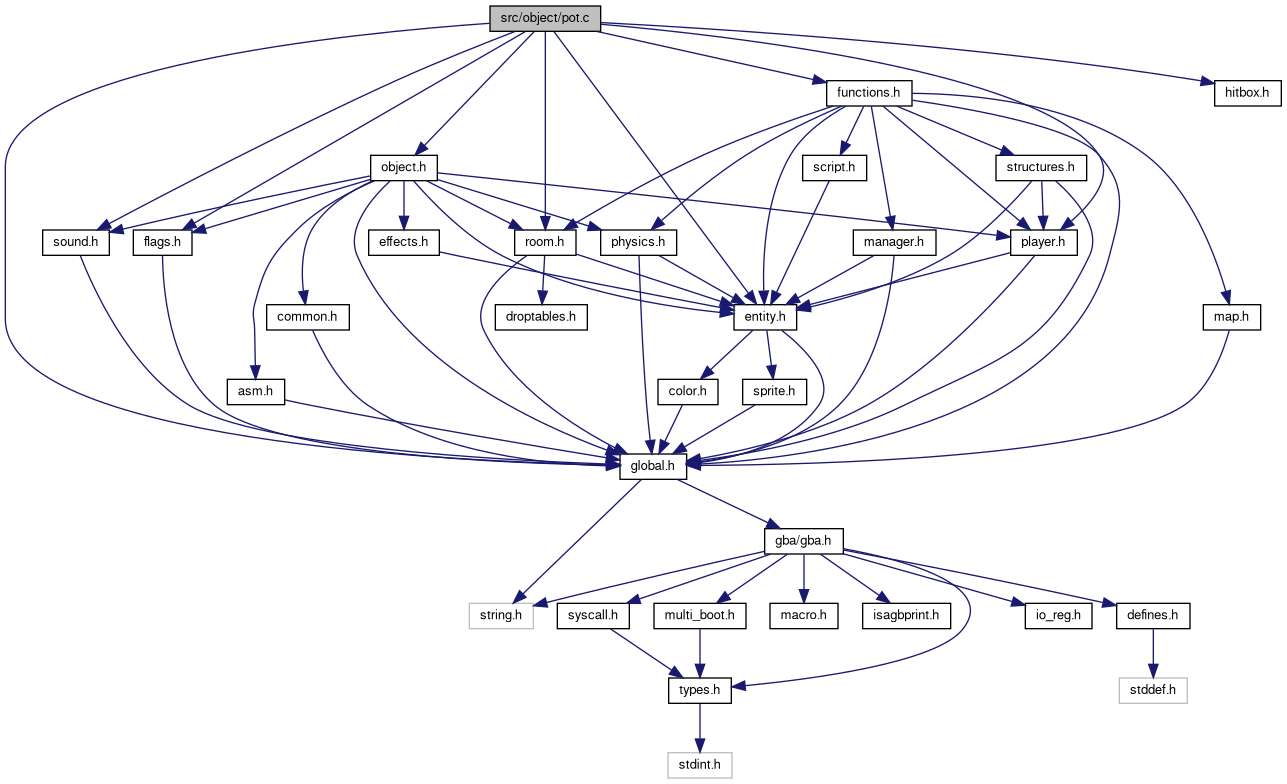 src/object/pot.c
functions.h
hitbox.h
object.h
script.h
structures.h
sound.h
flags.h
effects.h
room.h
physics.h
manager.h
player.h
common.h
droptables.h
entity.h
map.h
asm.h
color.h
sprite.h
global.h
gba/gba.h
string.h
syscall.h
multi_boot.h
macro.h
isagbprint.h
io_reg.h
defines.h
types.h
stddef.h
stdint.h